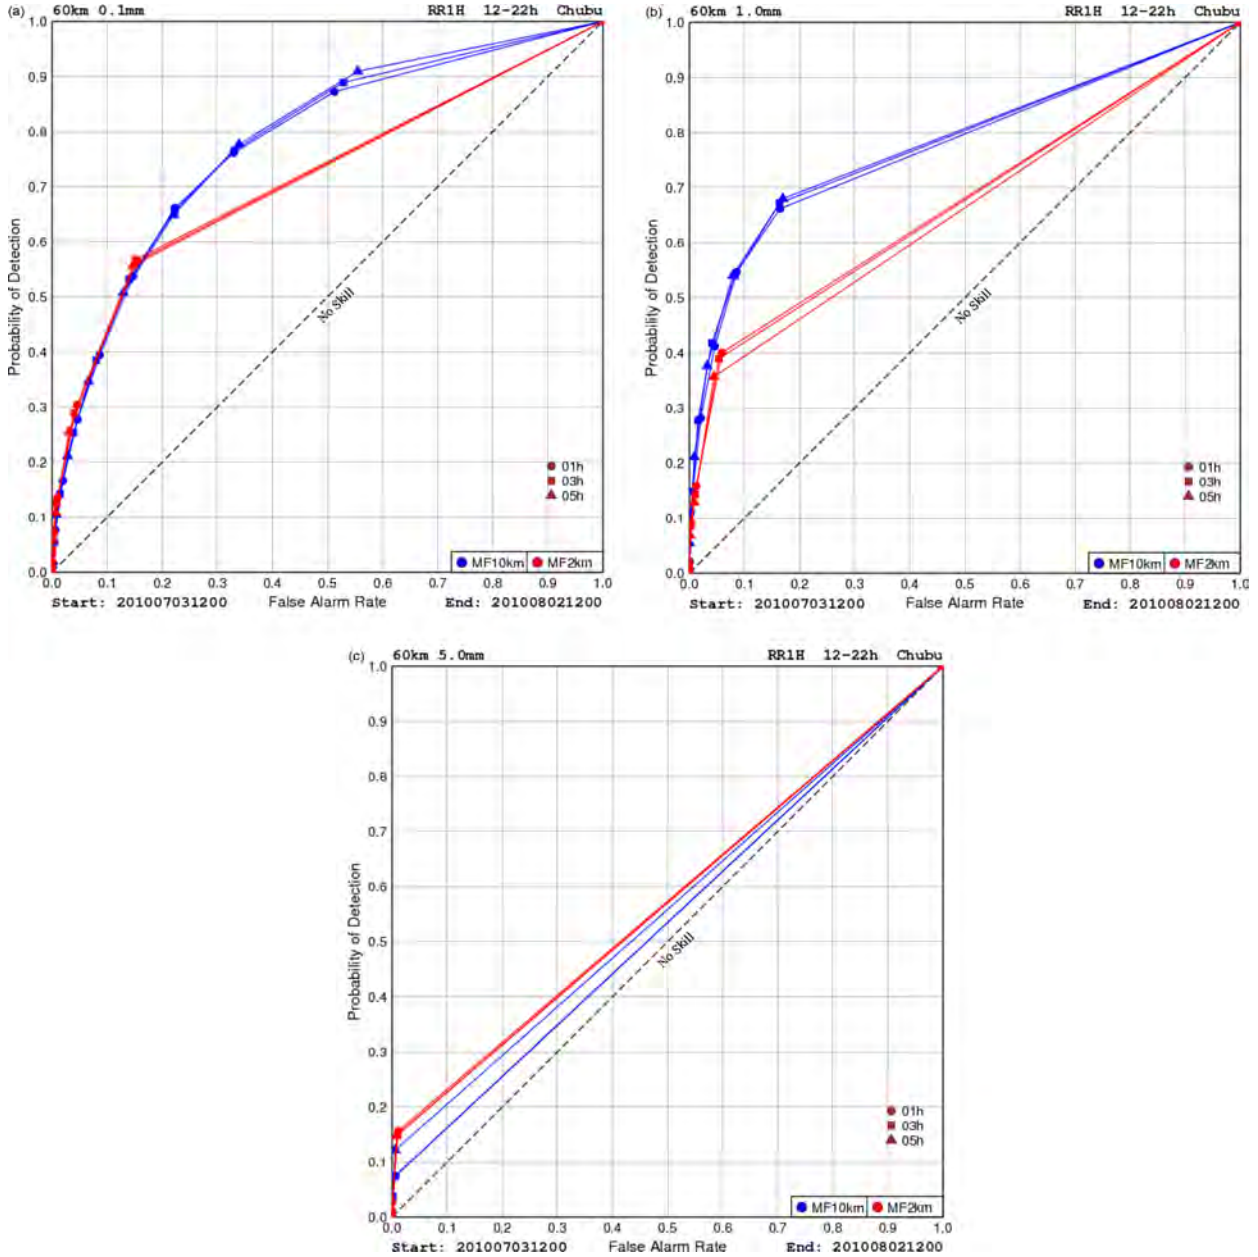 (a) 60km 0.1mm RR1H 12-22h Chubu
1.0
0.9
0.8
0.7
0.6
0.5
0.4
0.3
0.2
0.1
0.0
Probability of Detection
No Skill
01h
03h
05h
MF10km MF2km
0.0 0.1 0.2 0.3 0.4 0.5 0.6 0.7 0.8 0.9 1.0
Start: 201007031200 False Alarm Rate End: 201008021200
(b) 60km 1.0mm RR1H 12-22h Chubu
1.0
0.9
0.8
0.7
0.6
0.5
0.4
0.3
0.2
0.1
0.0
Probability of Detection
No Skill
01h
03h
05h
MF10km MF2km
0.0 0.1 0.2 0.3 0.4 0.5 0.6 0.7 0.8 0.9 1.0
Start: 201007031200 False Alarm Rate End: 201008021200
(c) 60km 5.0mm RR1H 12-22h Chubu
1.0
0.9
0.8
0.7
0.6
0.5
0.4
0.3
0.2
0.1
0.0
Probability of Detection
No Skill
01h
03h
05h
MF10km MF2km
0.0 0.1 0.2 0.3 0.4 0.5 0.6 0.7 0.8 0.9 1.0
Start: 201007031200 False Alarm Rate End: 201008021200